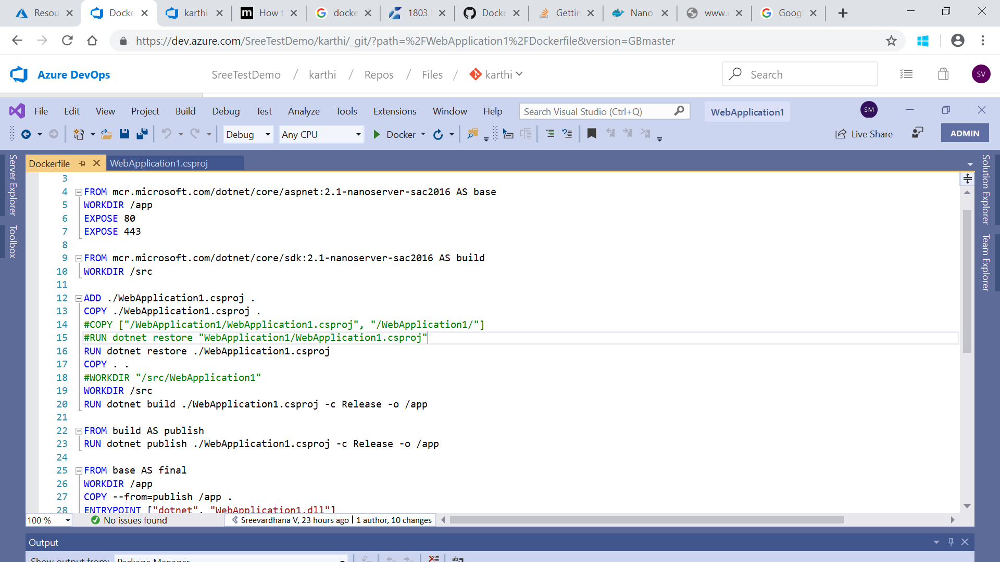 Resou
Docke
karthi
How t
docke
1803
Docke
Gettin
Nano
www.
Googl
https://dev.azure.com/SreeTestDemo/karthi/_git/?path=%2FWebApplication1%2FDockerfile&version=GBmaster
Azure DevOps SreeTestDemo / karthi / Repos / Files / karthi Search SV
File Edit View Project Build Debug Test Analyze Tools Extensions Window Help Search Visual Studio (Ctrl+Q) WebApplication1 SM
Debug Any CPU Docker Live Share ADMIN
Server Explorer
Toolbox
Solution Explorer
Team Explorer
Dockerfile WebApplication1.csproj
3
4 FROM mcr.microsoft.com/dotnet/core/aspnet:2.1-nanoserver-sac2016 AS base
5 WORKDIR /app
6 EXPOSE 80
7 EXPOSE 443
8
9 FROM mcr.microsoft.com/dotnet/core/sdk:2.1-nanoserver-sac2016 AS build
10 WORKDIR /src
11
12 ADD ./WebApplication1.csproj .
13 COPY ./WebApplication1.csproj .
14 #COPY ["/WebApplication1/WebApplication1.csproj", "/WebApplication1/"]
15 #RUN dotnet restore "WebApplication1/WebApplication1.csproj"
16 RUN dotnet restore ./WebApplication1.csproj
17 COPY . .
18 #WORKDIR "/src/WebApplication1"
19 WORKDIR /src
20 RUN dotnet build ./WebApplication1.csproj -c Release -o /app
21
22 FROM build AS publish
23 RUN dotnet publish ./WebApplication1.csproj -c Release -o /app
24
25 FROM base AS final
26 WORKDIR /app
27 COPY --from=publish /app .
28 ENTRYPOINT ["dotnet", "WebApplication1.dll"]
100 % No issues found Sreevardhana V, 23 hours ago | 1 author, 10 changes
Output
Show output from: Package Manager